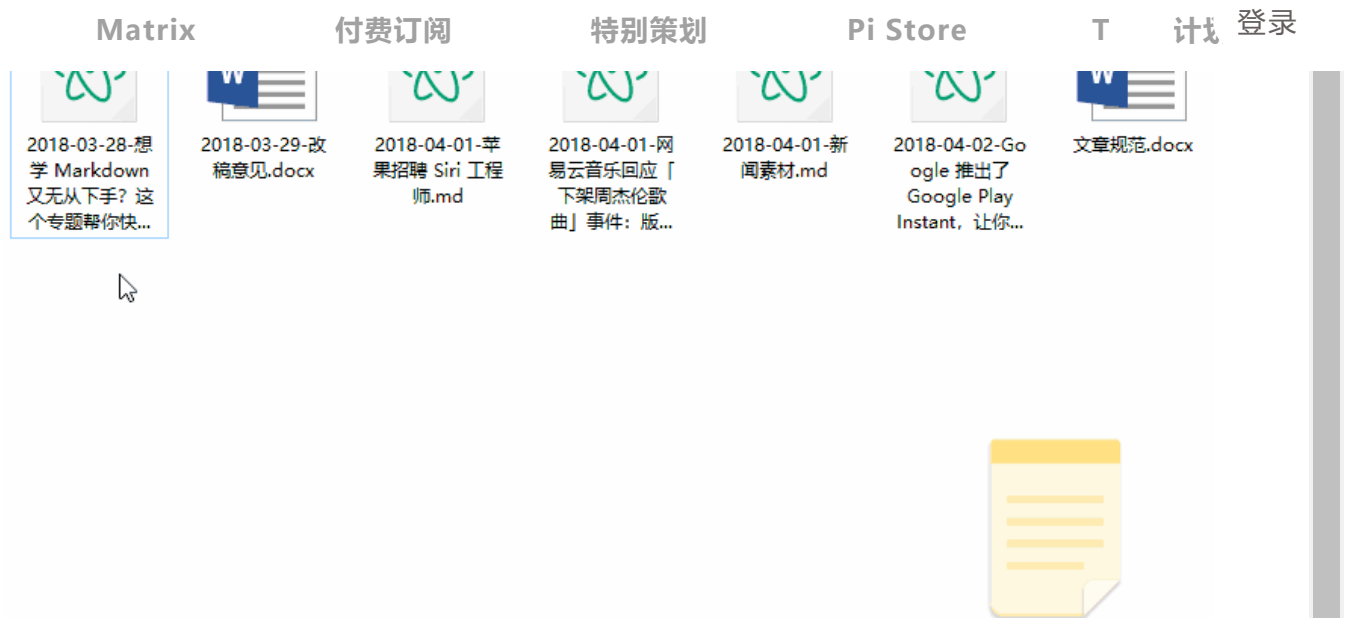 Matrix 付费订阅 特别策划 Pi Store T 计划 登录
W W
2018-03-28-想
学 Markdown
又无从下手？这
个专题帮你快...
2018-03-29-改
稿意见.docx
2018-04-01-苹
果招聘 Siri 工程
师.md
2018-04-01-网
易云音乐回应「
下架周杰伦歌
曲」事件：版...
2018-04-01-新
闻素材.md
2018-04-02-Go
ogle 推出了
Google Play
Instant，让你...
文章规范.docx